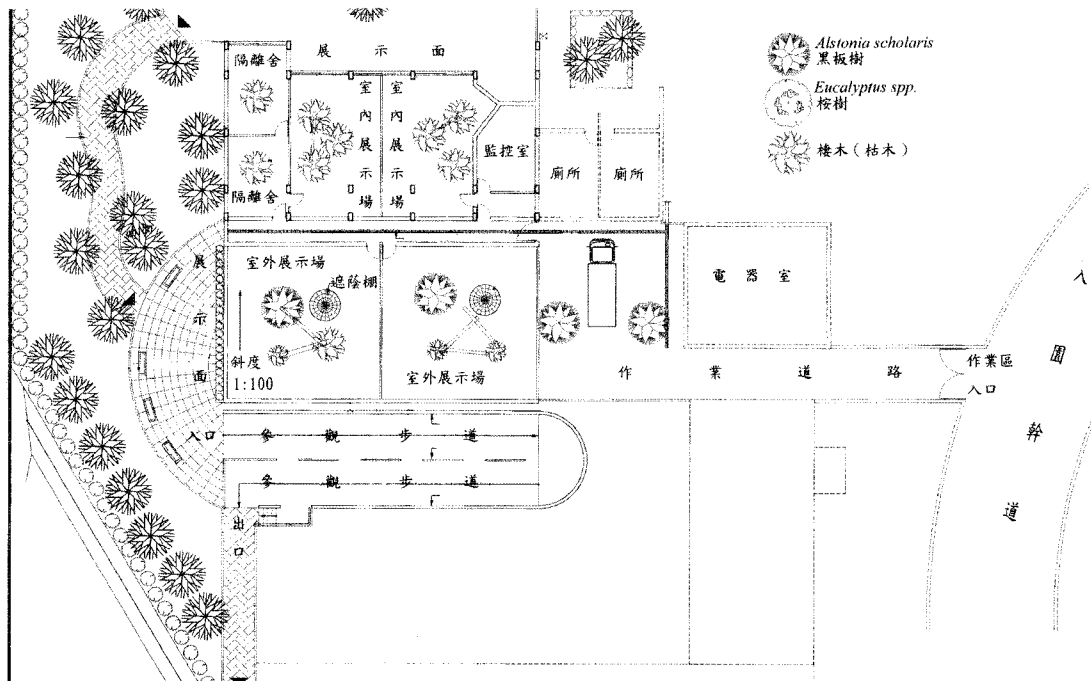 展示面
Alstonia scholaris
黑板樹
Eucalyptus spp.
桉樹
棲木（枯木）
隔離舍
隔離舍
室內展示場
室內展示場
監控室
廁所
廁所
展示面
室外展示場
遮蔭棚
斜度
1:100
室外展示場
電器室
作業道路
作業區
入口
入園幹道
入口
參觀步道
參觀步道
出口